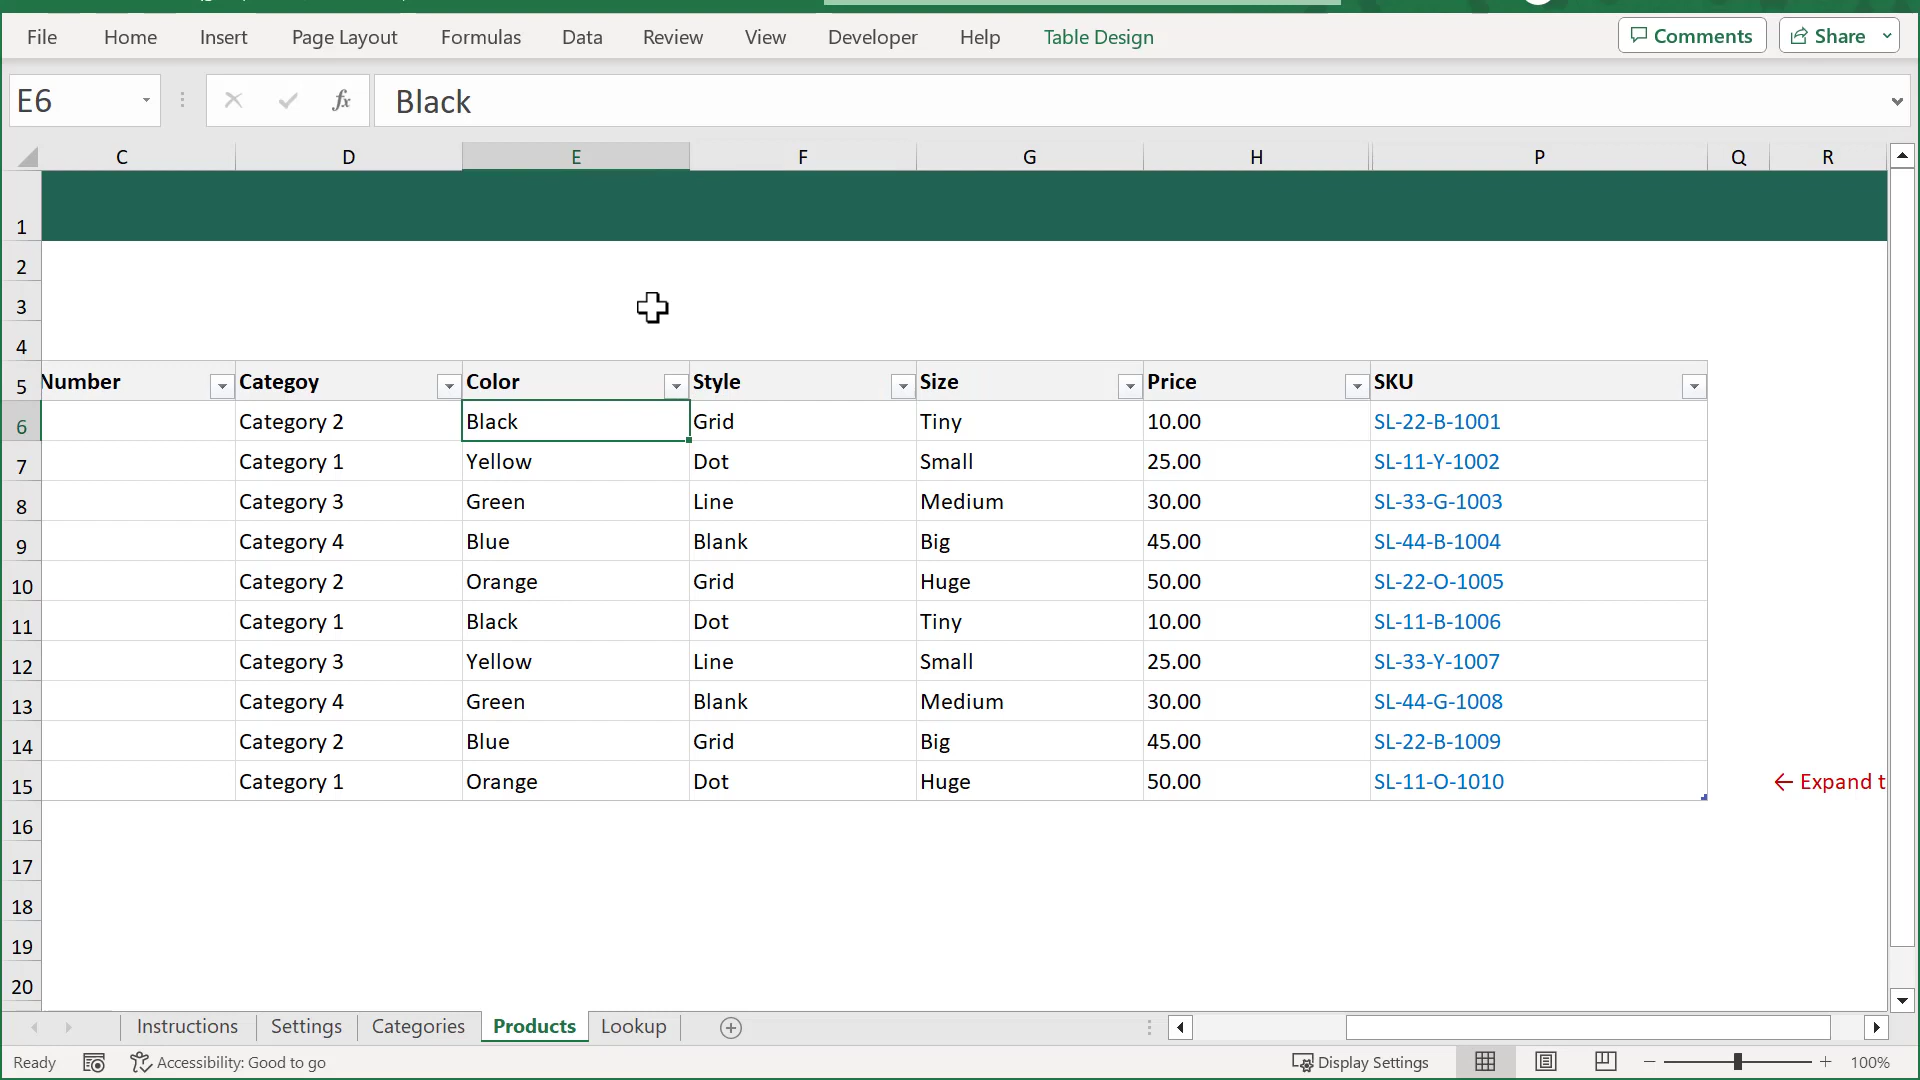 File Home Insert Page Layout Formulas Data Review View Developer Help Table Design Comments Share
E6 fx Black
C D E F G H P Q R
1
2
3
4
5 Number Categoy Color Style Size Price SKU
6 Category 2 Black Grid Tiny 10.00 SL-22-B-1001
7 Category 1 Yellow Dot Small 25.00 SL-11-Y-1002
8 Category 3 Green Line Medium 30.00 SL-33-G-1003
9 Category 4 Blue Blank Big 45.00 SL-44-B-1004
10 Category 2 Orange Grid Huge 50.00 SL-22-O-1005
11 Category 1 Black Dot Tiny 10.00 SL-11-B-1006
12 Category 3 Yellow Line Small 25.00 SL-33-Y-1007
13 Category 4 Green Blank Medium 30.00 SL-44-G-1008
14 Category 2 Blue Grid Big 45.00 SL-22-B-1009
15 Category 1 Orange Dot Huge 50.00 SL-11-O-1010 ← Expand t
16
17
18
19
20
Instructions Settings Categories Products Lookup
Ready Accessibility: Good to go Display Settings 100%